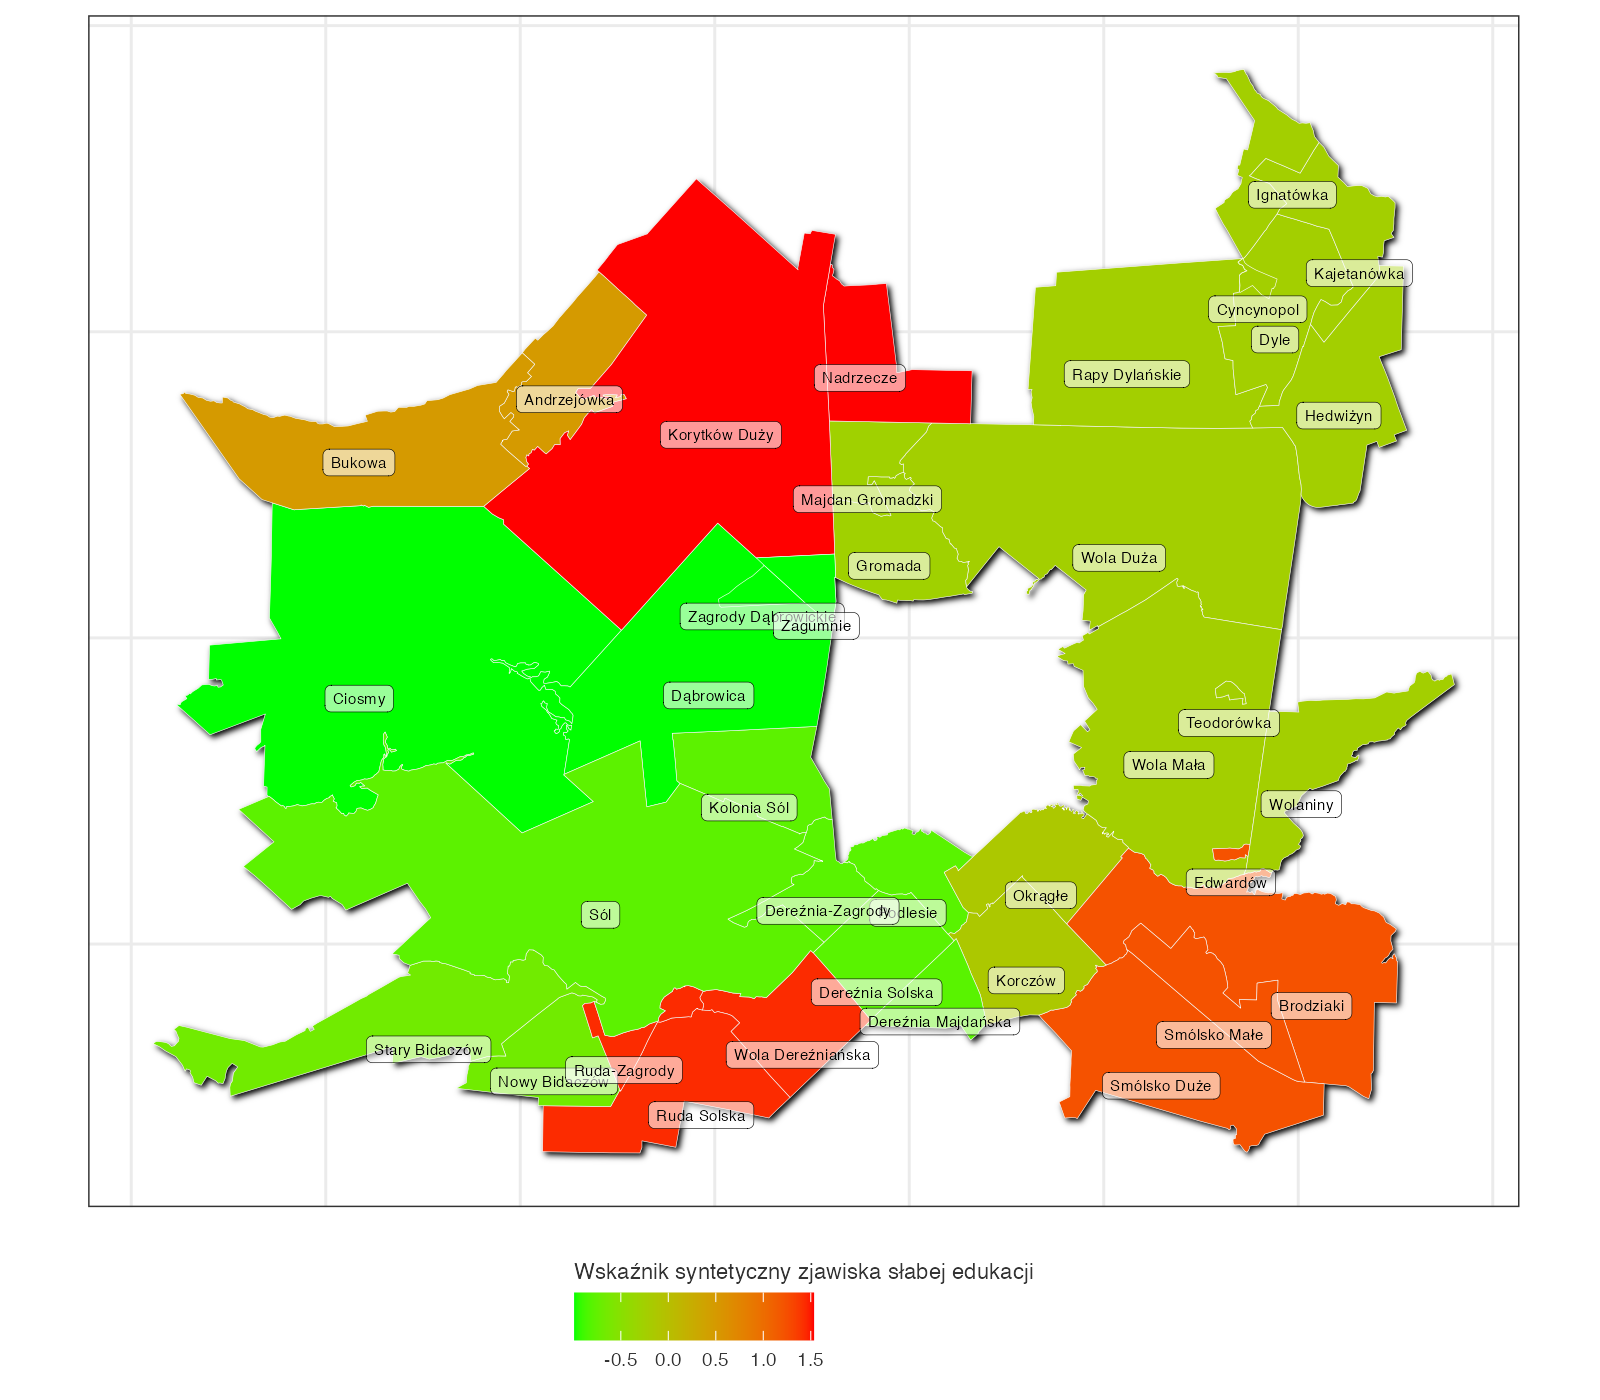 Ignatówka
Kajetanówka
Cyncynopol
Dyle
Rapy Dylańskie
Nadrzecze
Andrzejówka
Hedwiżyn
Korytków Duży
Bukowa
Majdan Gromadzki
Wola Duża
Gromada
Zagrody Dąbrowickie
Zagumnie
Ciosmy
Dąbrowica
Teodorówka
Wola Mała
Wolaniny
Kolonia Sól
Edwardów
Okrągłe
Sól
Dereźnia-Zagrody
Podlesie
Korczów
Dereźnia Solska
Brodziaki
Dereźnia Majdańska
Smólsko Małe
Stary Bidaczów
Wola Dereźniańska
Ruda-Zagrody
Nowy Bidaczów
Smólsko Duże
Ruda Solska
Wskaźnik syntetyczny zjawiska słabej edukacji
-0.5 0.0 0.5 1.0 1.5